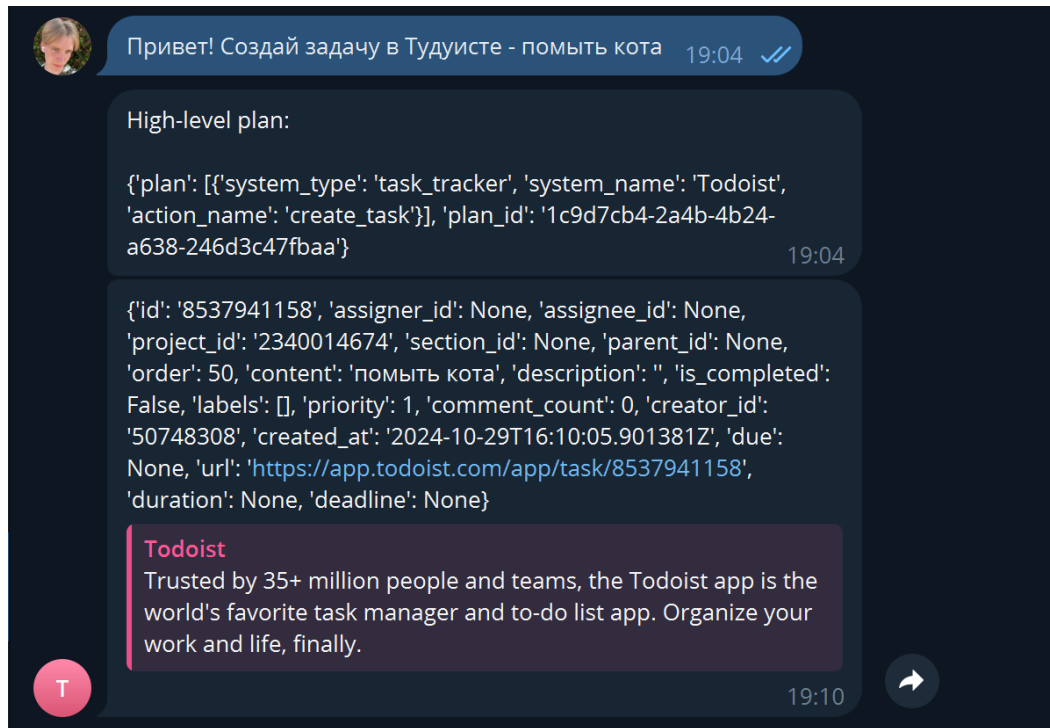 Привет! Создай задачу в Тудуисте - помыть кота 19:04
High-level plan:
{'plan': [{'system_type': 'task_tracker', 'system_name': 'Todoist',
'action_name': 'create_task'}], 'plan_id': '1c9d7cb4-2a4b-4b24-
a638-246d3c47fbaa'}
19:04
{'id': '8537941158', 'assigner_id': None, 'assignee_id': None,
'project_id': '2340014674', 'section_id': None, 'parent_id': None,
'order': 50, 'content': 'помыть кота', 'description': '', 'is_completed':
False, 'labels': [], 'priority': 1, 'comment_count': 0, 'creator_id':
'50748308', 'created_at': '2024-10-29T16:10:05.901381Z', 'due':
None, 'url': 'https://app.todoist.com/app/task/8537941158',
'duration': None, 'deadline': None}
Todoist
Trusted by 35+ million people and teams, the Todoist app is the
world's favorite task manager and to-do list app. Organize your
work and life, finally.
T
19:10